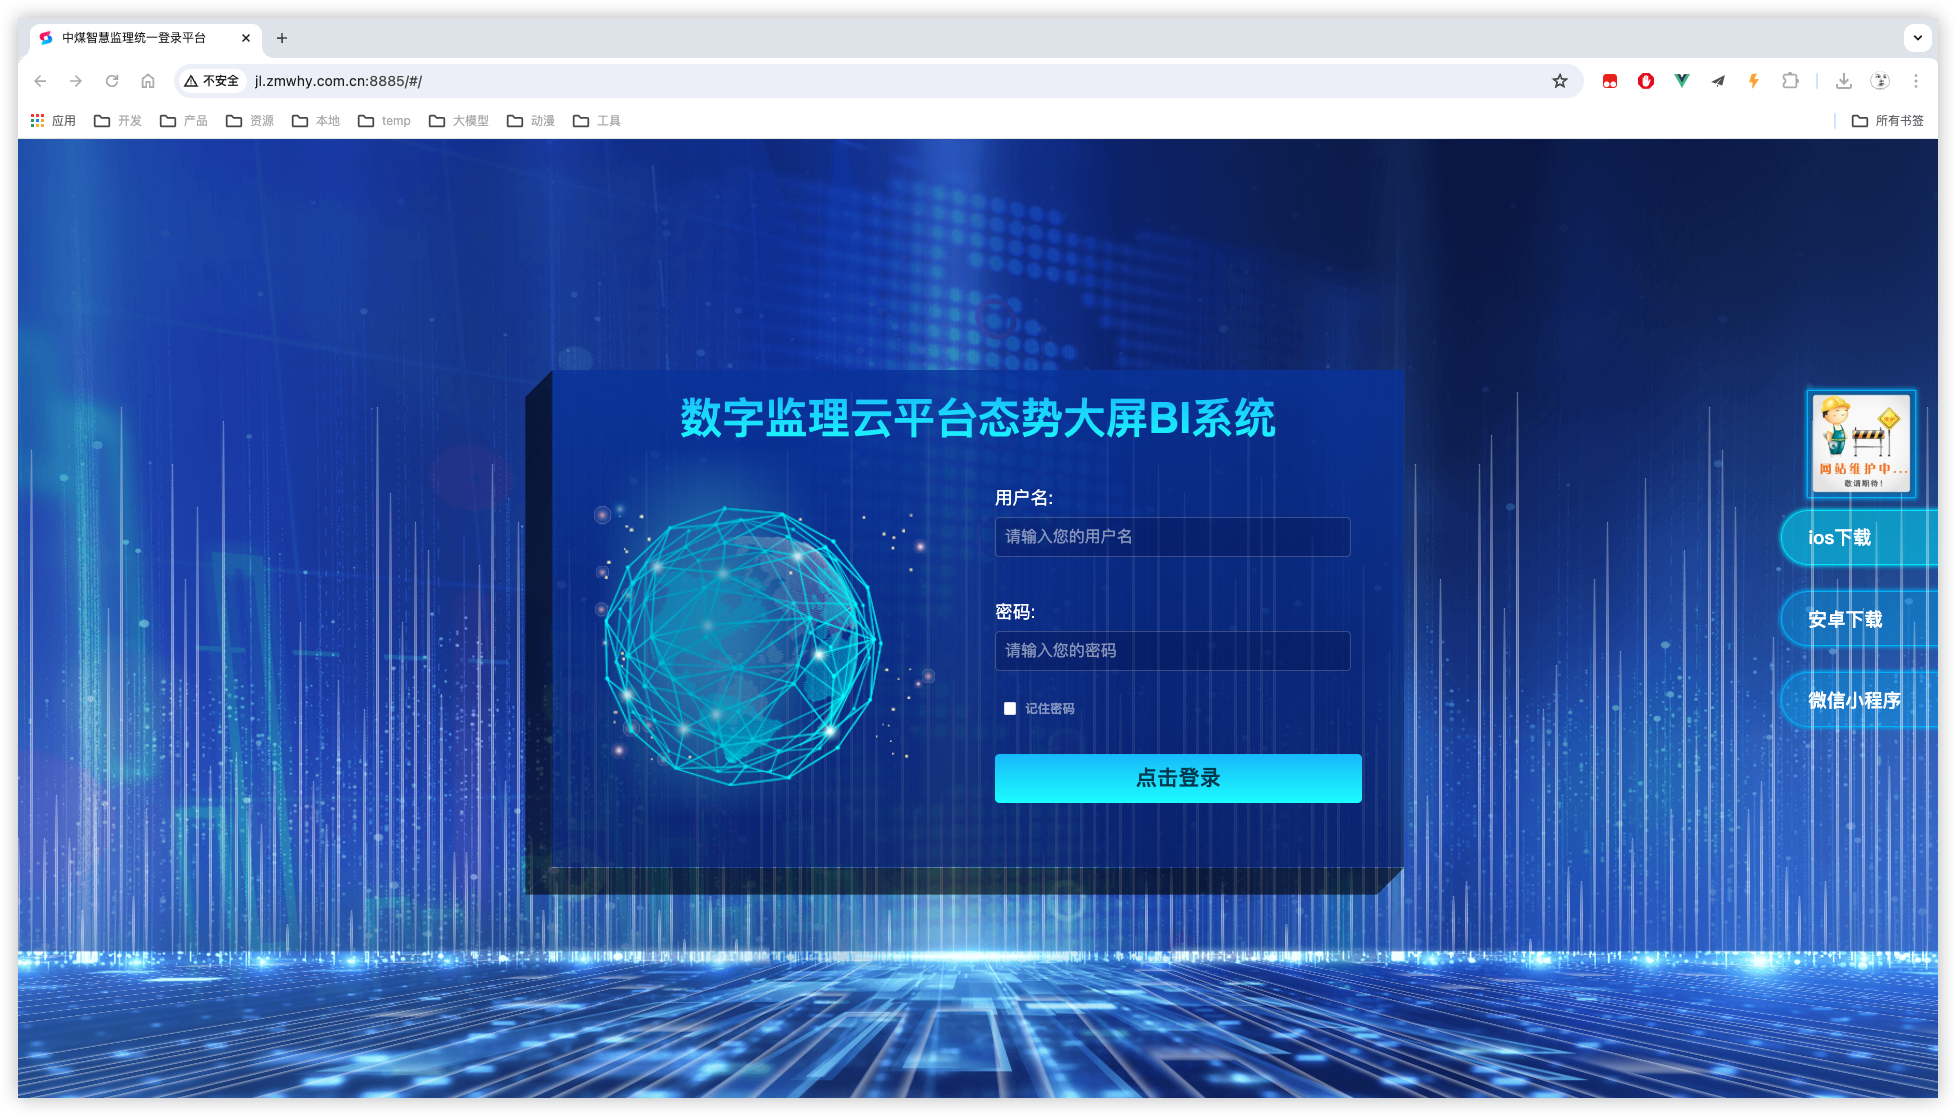 中煤智慧监理统一登录平台
不安全
jl.zmwhy.com.cn:8885/#/
应用
开发
产品
资源
本地
temp
大模型
动漫
工具
所有书签
数字监理云平台态势大屏BI系统
用户名:
请输入您的用户名
密码:
请输入您的密码
记住密码
点击登录
网站维护中...
敬请期待!
ios下载
安卓下载
微信小程序